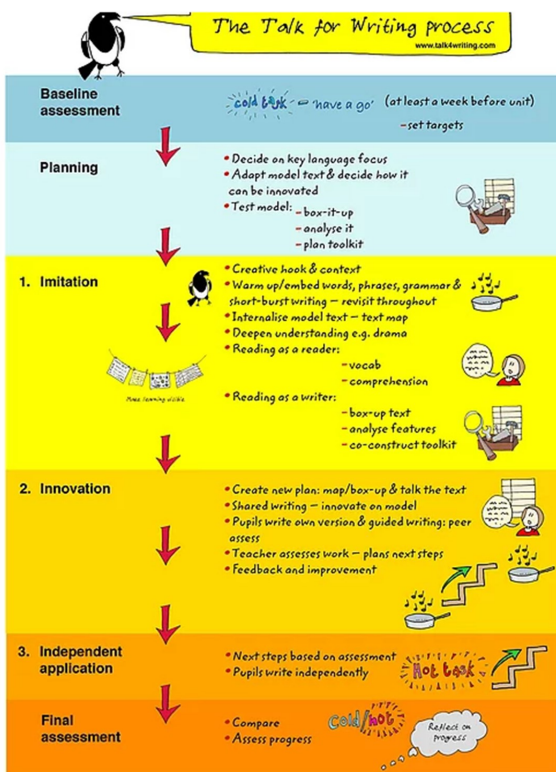 The Talk for Writing process
www.talk4writing.com
Baseline
assessment
cold task – 'have a go' (at least a week before unit)
– set targets
Planning
• Decide on key language focus
• Adapt model text & decide how it
can be innovated
• Test model: – box-it-up
– analyse it
– plan toolkit
1. Imitation
• Creative hook & context
• Warm up/embed words, phrases, grammar &
short-burst writing – revisit throughout
• Internalise model text – text map
• Deepen understanding e.g. drama
• Reading as a reader:
– vocab
– comprehension
Make learning visible
• Reading as a writer:
– box-up text
– analyse features
– co-construct toolkit
2. Innovation
• Create new plan: map/box-up & talk the text
• Shared writing – innovate on model
• Pupils write own version & guided writing: peer
assess
• Teacher assesses work – plans next steps
• Feedback and improvement
3. Independent
application
• Next steps based on assessment
• Pupils write independently
Hot task
Final
assessment
• Compare
• Assess progress
Cold/hot
Reflect on
progress